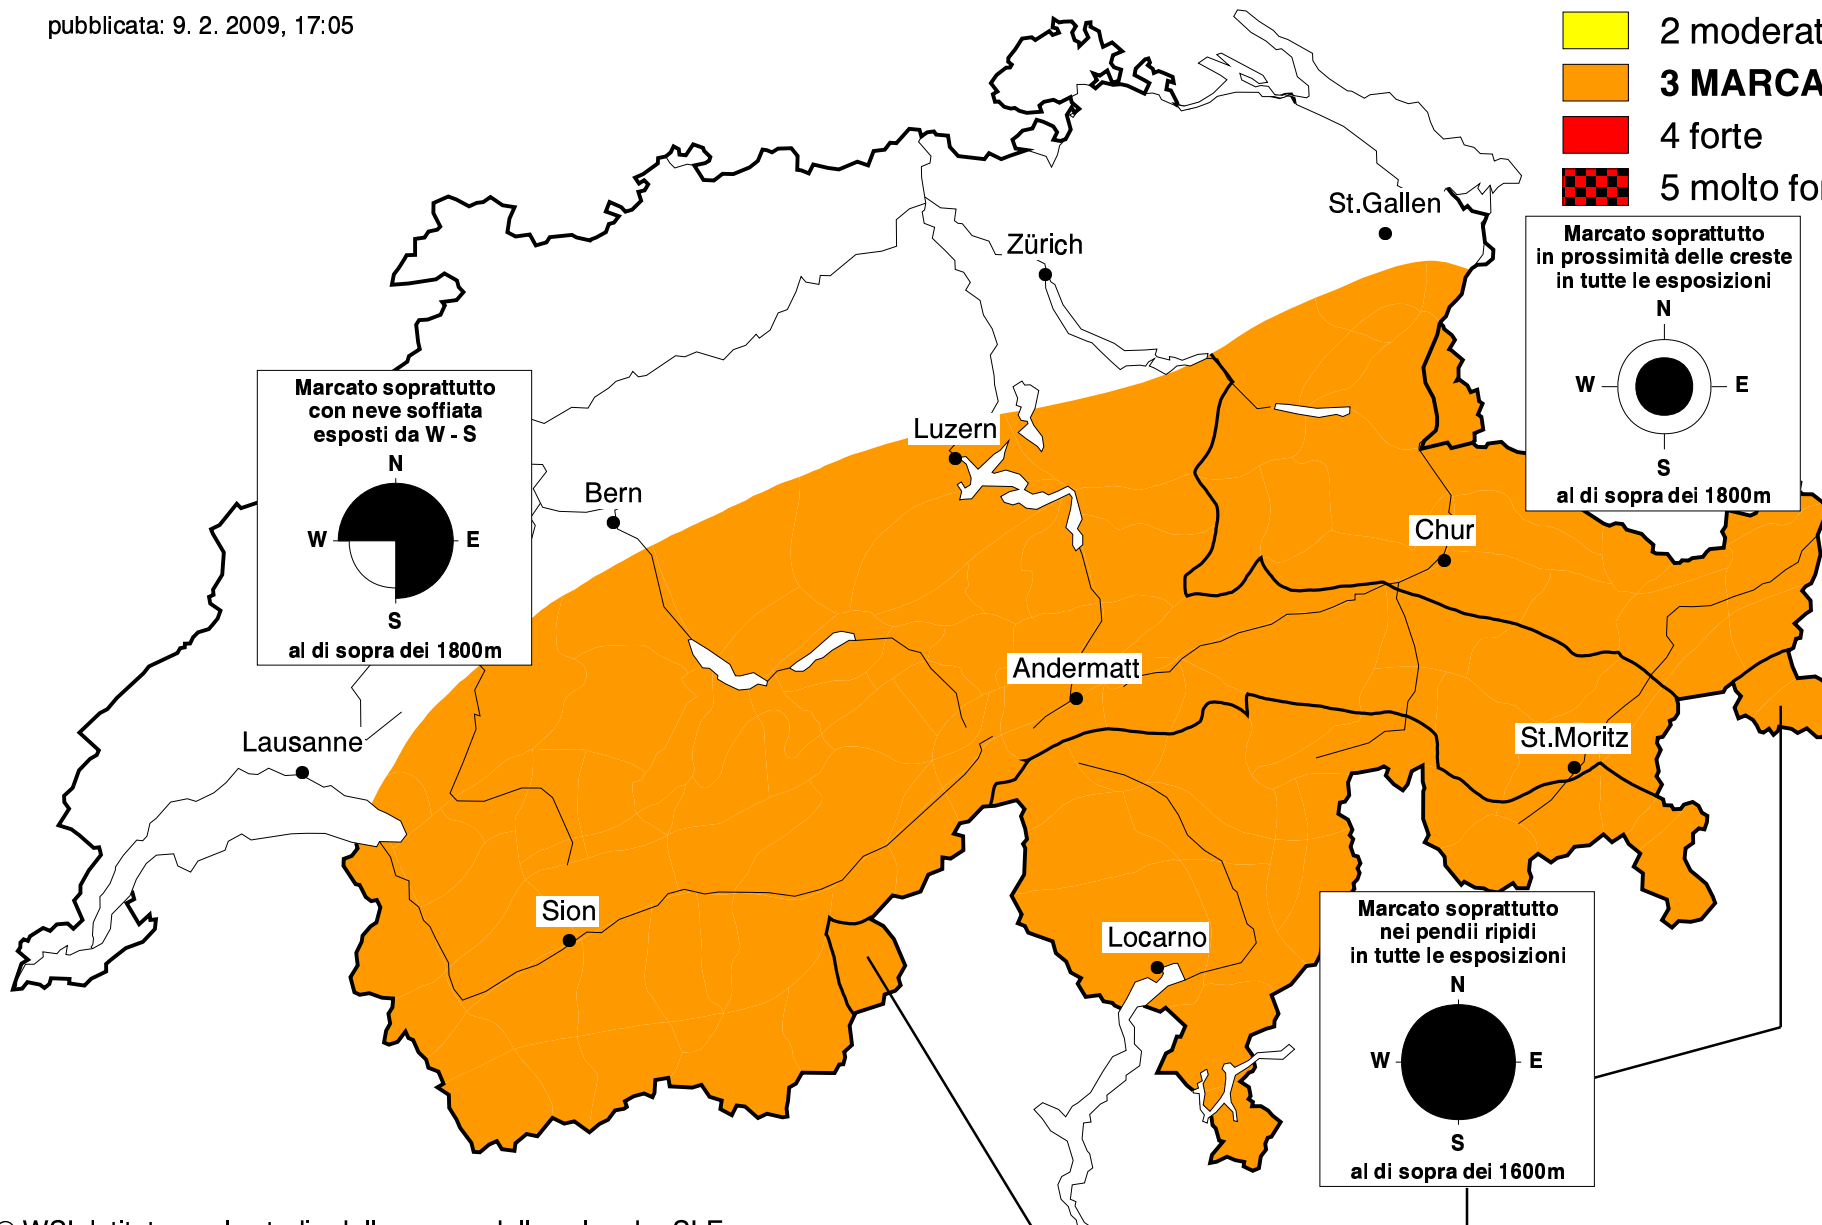 pubblicata: 9. 2. 2009, 17:05
2 moderat
3 MARCA
4 forte
5 molto for
St.Gallen
Zürich
Marcato soprattutto
in prossimità delle creste
in tutte le esposizioni
N
W
E
S
al di sopra dei 1800m
Marcato soprattutto
con neve soffiata
esposti da W - S
N
W
E
S
al di sopra dei 1800m
Luzern
Bern
Chur
Andermatt
St.Moritz
Lausanne
Sion
Locarno
Marcato soprattutto
nei pendii ripidi
in tutte le esposizioni
N
W
E
S
al di sopra dei 1600m